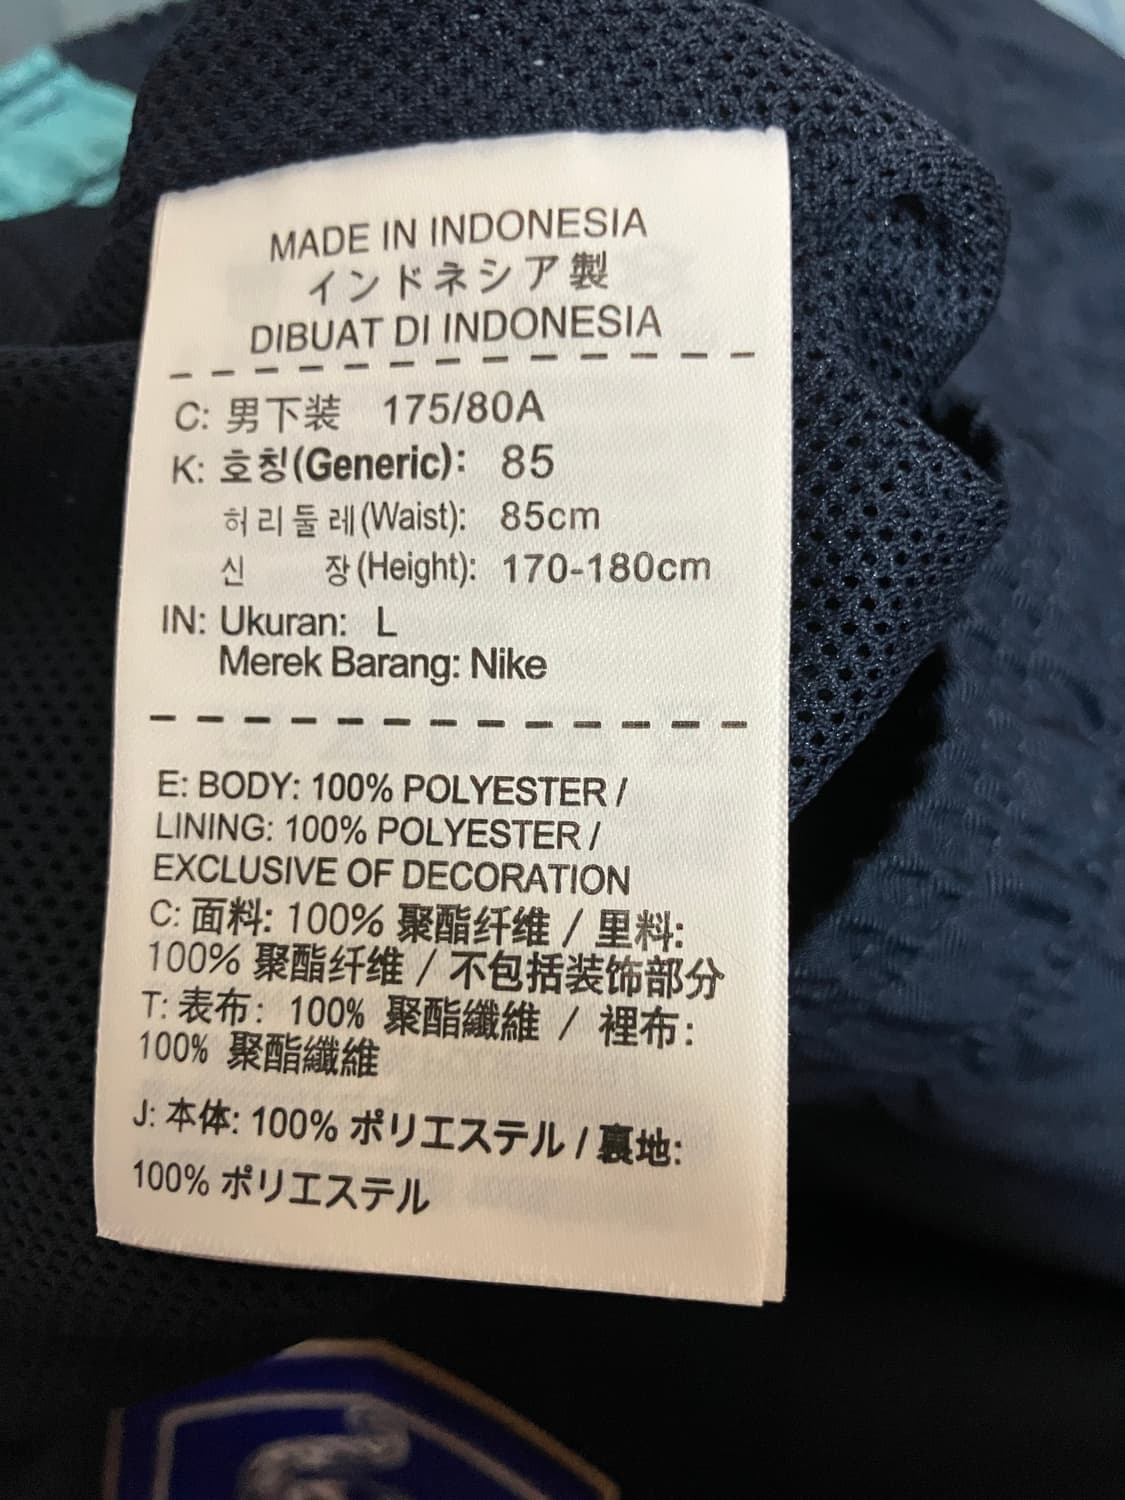 MADE IN INDONESIA
インドネシア製
DIBUAT DI INDONESIA
C: 男下装 175/80A
K: 호칭(Generic): 85
허리둘레(Waist): 85cm
신 장(Height): 170-180cm
IN: Ukuran: L
Merek Barang: Nike
E: BODY: 100% POLYESTER /
LINING: 100% POLYESTER /
EXCLUSIVE OF DECORATION
C: 面料: 100% 聚酯纤维 / 里料:
100% 聚酯纤维 / 不包括装饰部分
T: 表布: 100% 聚酯纖維 / 裡布:
100% 聚酯纖維
J: 本体: 100% ポリエステル / 裏地:
100% ポリエステル